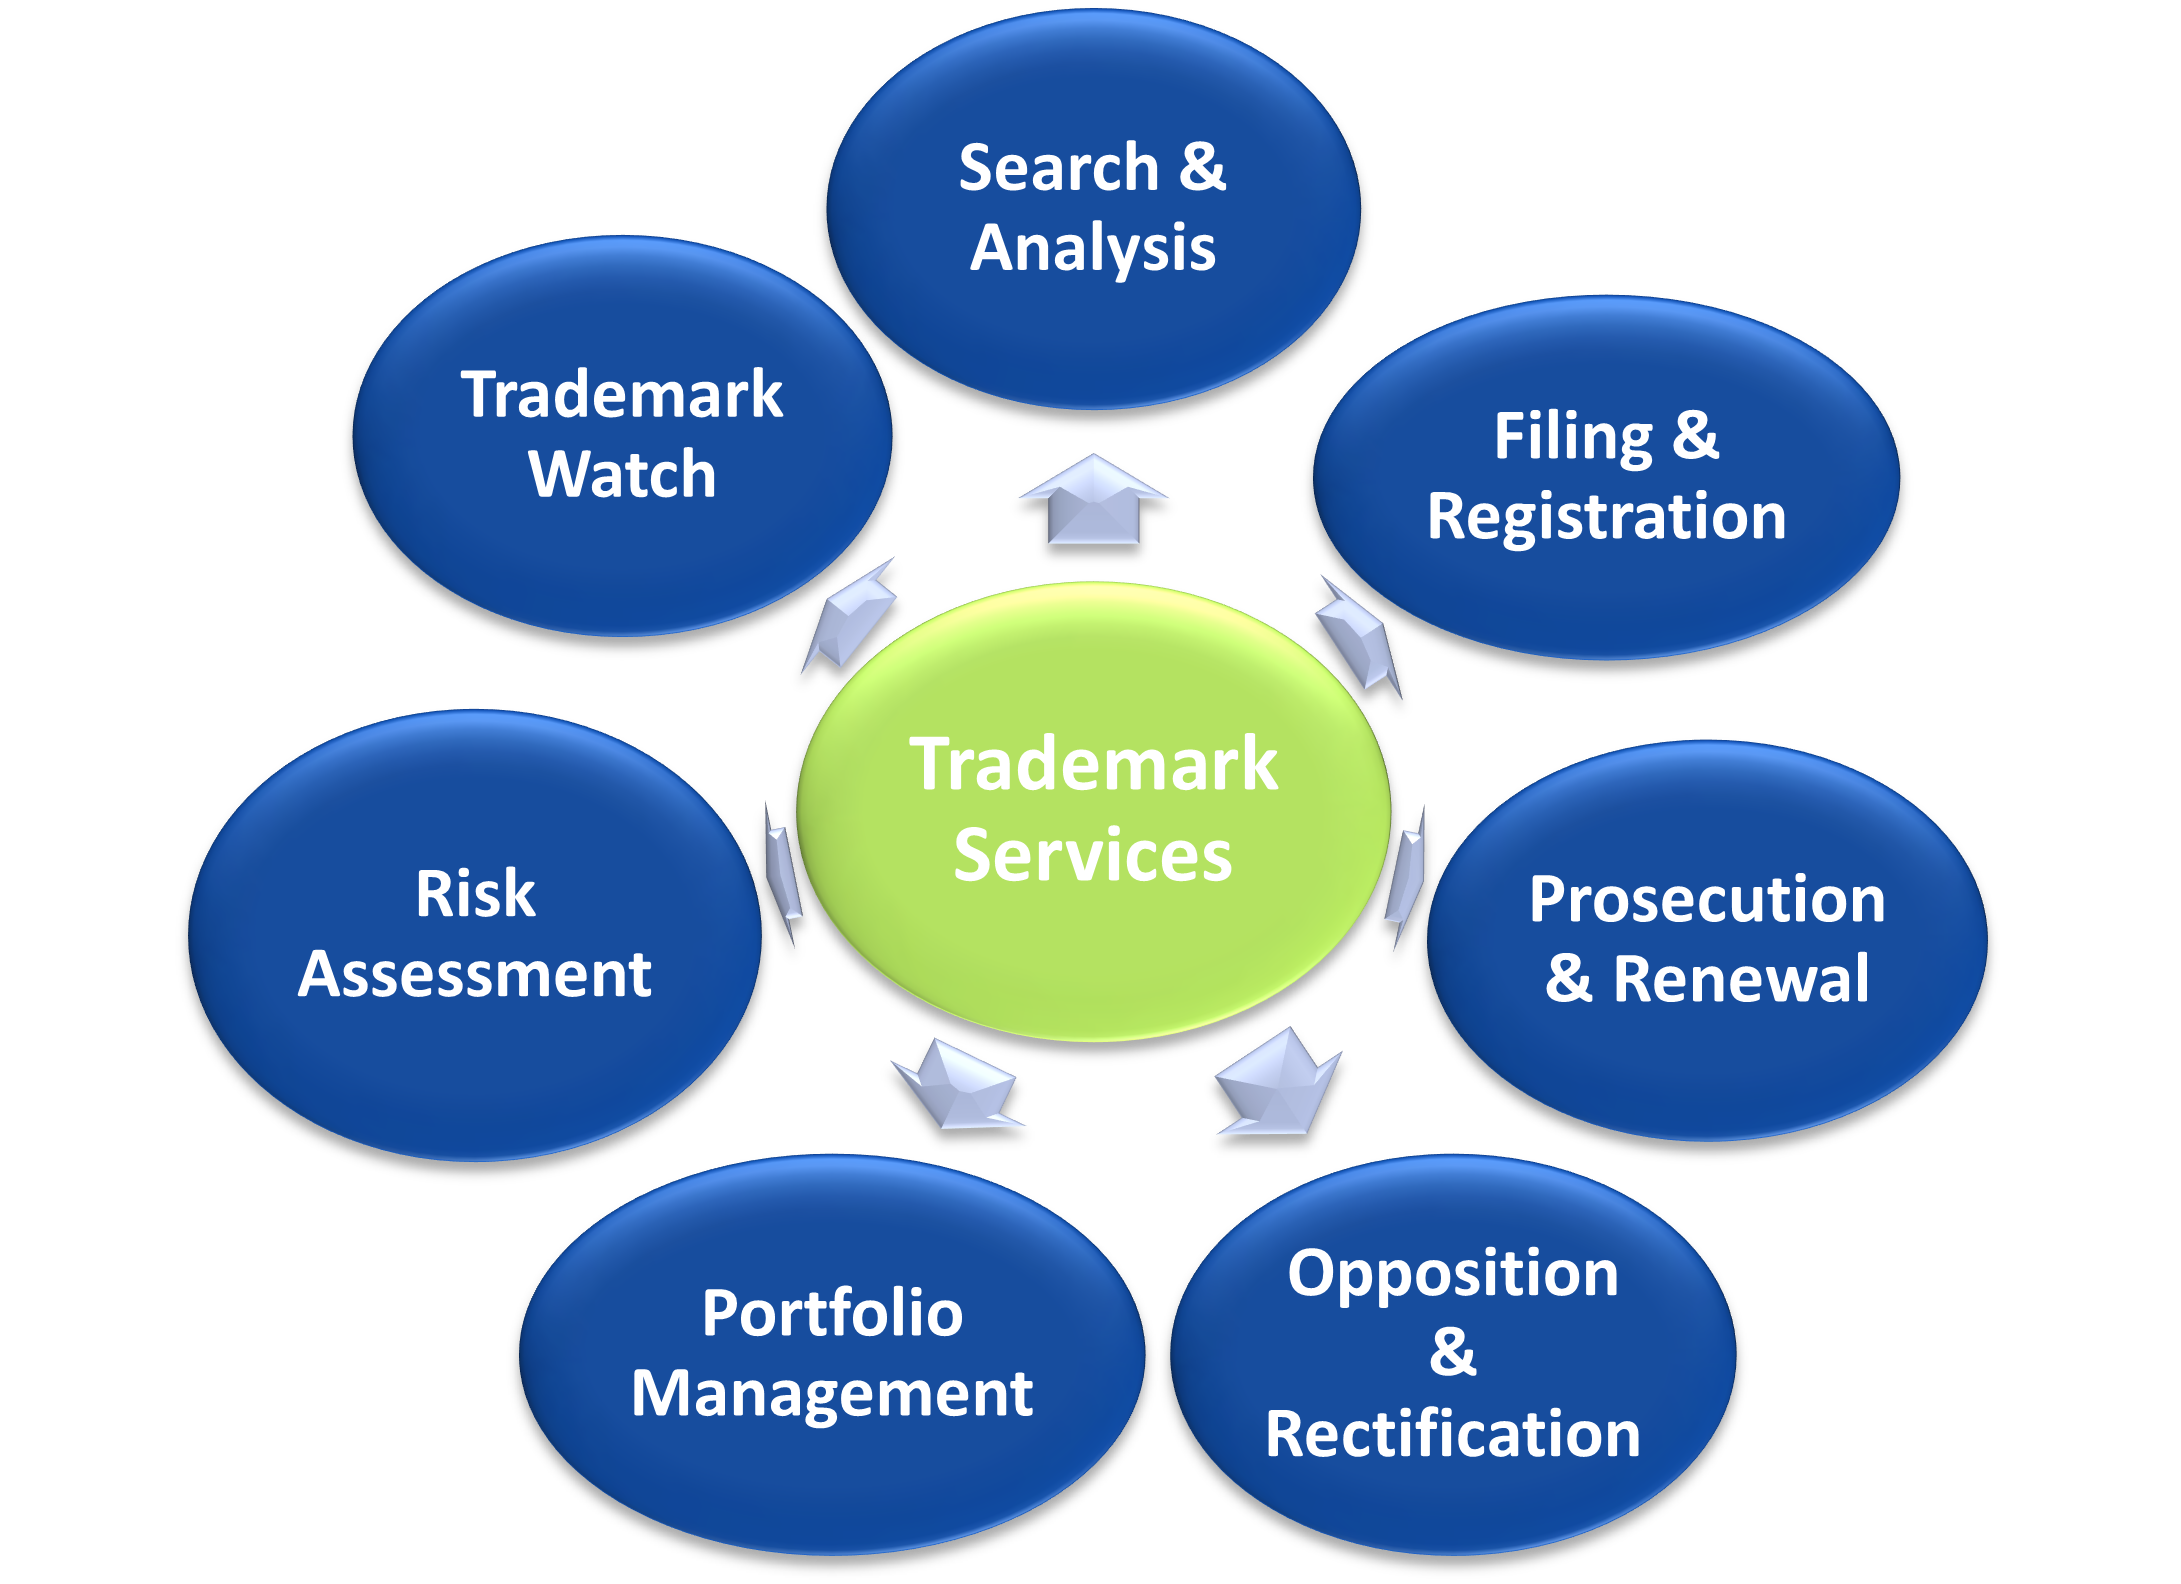 Search &
Analysis
Filing &
Registration
Prosecution
& Renewal
Opposition
&
Rectification
Portfolio
Management
Risk
Assessment
Trademark
Watch
Trademark
Services